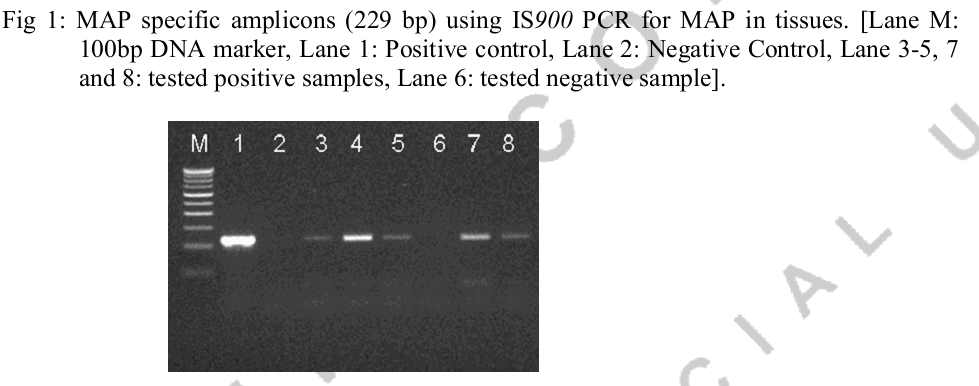 Fig 1: MAP specific amplicons (229 bp) using IS900 PCR for MAP in tissues. [Lane M:
100bp DNA marker, Lane 1: Positive control, Lane 2: Negative Control, Lane 3-5, 7
and 8: tested positive samples, Lane 6: tested negative sample].
M 1 2 3 4 5 6 7 8